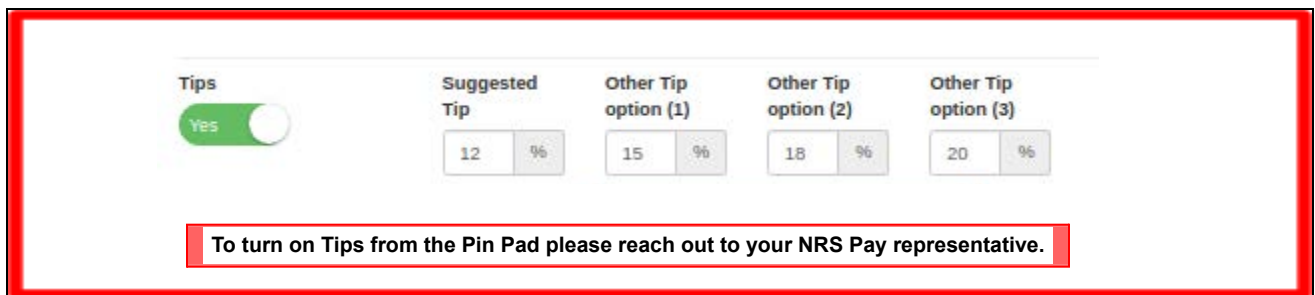 Tips
Suggested Tip
Other Tip option (1)
Other Tip option (2)
Other Tip option (3)
Yes
12 %
15 %
18 %
20 %
To turn on Tips from the Pin Pad please reach out to your NRS Pay representative.